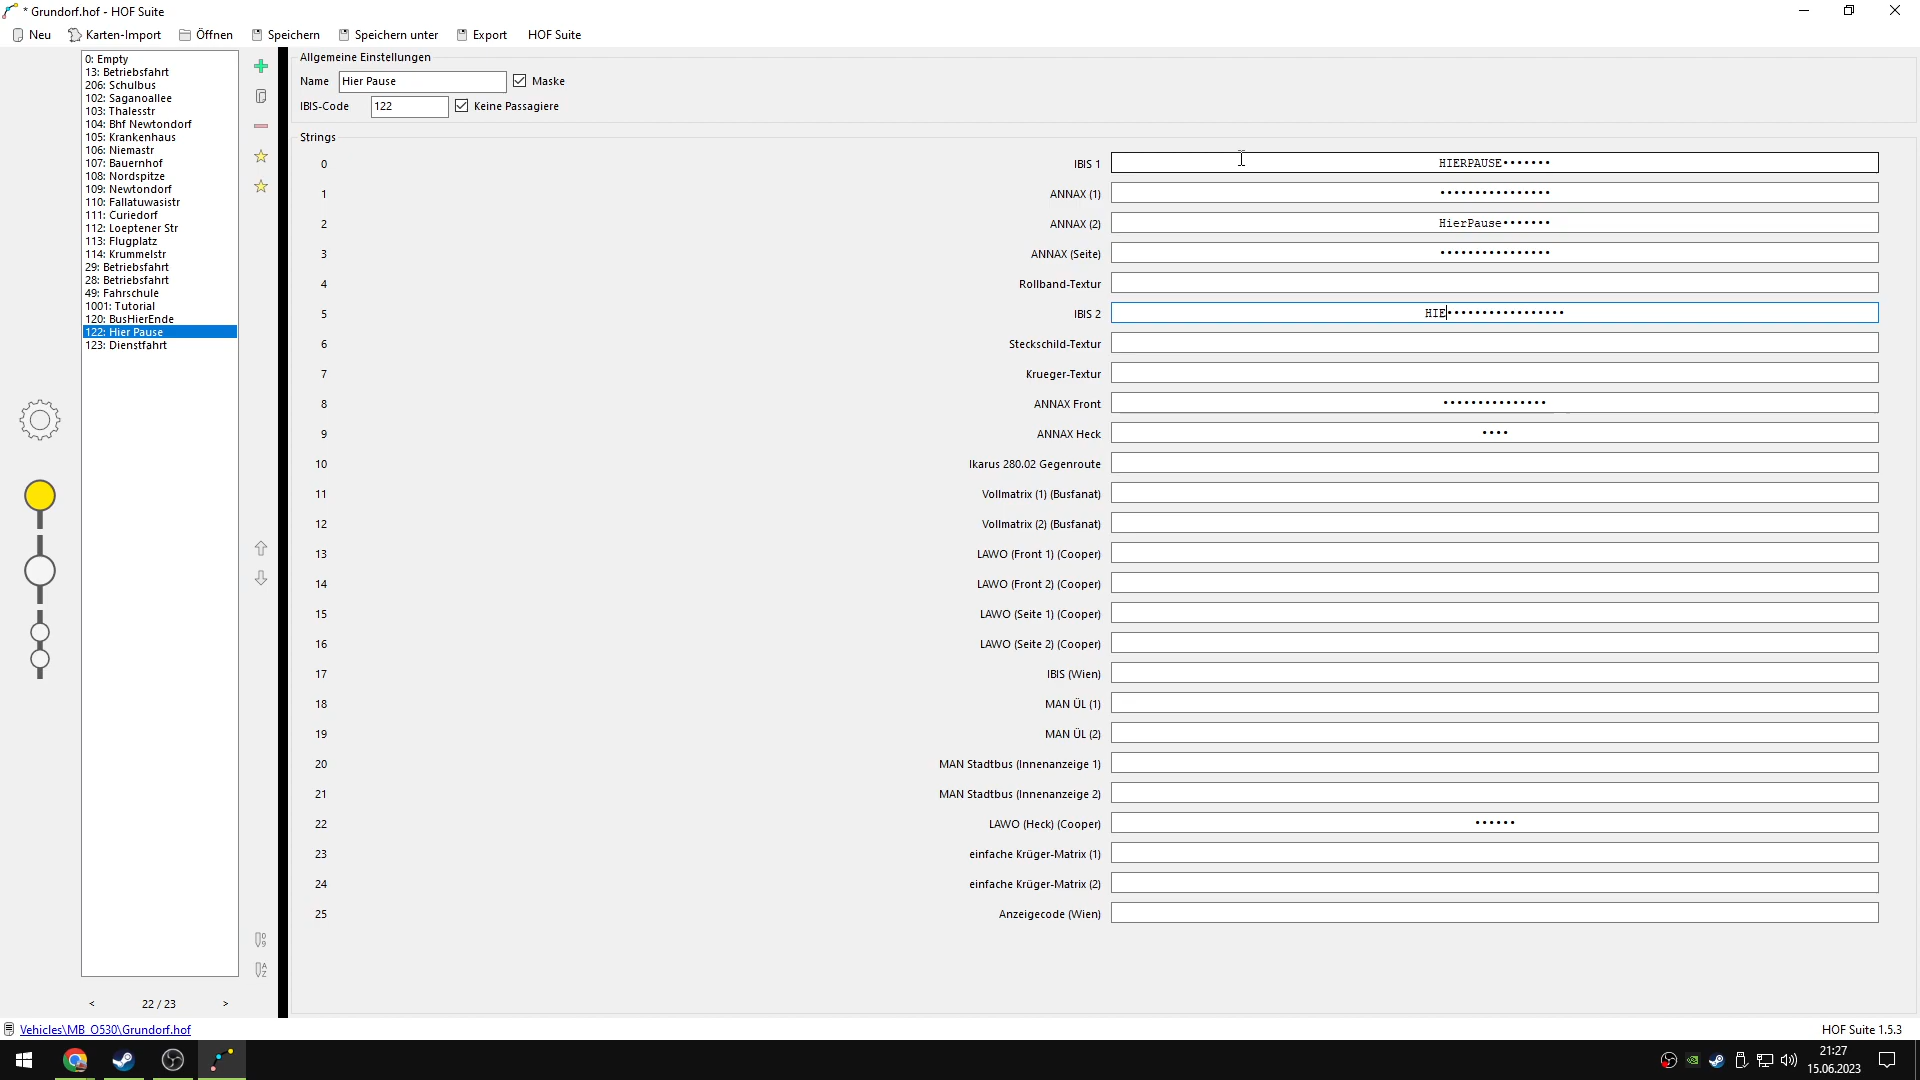 * Grundorf.hof - HOF Suite
Neu Karten-Import Öffnen Speichern Speichern unter Export HOF Suite
0: Empty
13: Betriebsfahrt
206: Schulbus
102: Saganoallee
103: Thalesstr
104: Bhf Newtondorf
105: Krankenhaus
106: Niemastr
107: Bauernhof
108: Nordspitze
109: Newtondorf
110: Fallatuwasistr
111: Curiedorf
112: Loeptener Str
113: Flugplatz
114: Krummelstr
29: Betriebsfahrt
28: Betriebsfahrt
49: Fahrschule
1001: Tutorial
120: BusHierEnde
122: Hier Pause
123: Dienstfahrt
< 22 / 23 >
Allgemeine Einstellungen
Name Hier Pause Maske
IBIS-Code 122 Keine Passagiere
Strings
0 IBIS 1 HIERPAUSE•••••••
1 ANNAX (1) ••••••••••••••••
2 ANNAX (2) HierPause•••••••
3 ANNAX (Seite) ••••••••••••••••
4 Rollband-Textur
5 IBIS 2 HIE•••••••••••••••••
6 Steckschild-Textur
7 Krueger-Textur
8 ANNAX Front •••••••••••••••
9 ANNAX Heck ••••
10 Ikarus 280.02 Gegenroute
11 Vollmatrix (1) (Busfanat)
12 Vollmatrix (2) (Busfanat)
13 LAWO (Front 1) (Cooper)
14 LAWO (Front 2) (Cooper)
15 LAWO (Seite 1) (Cooper)
16 LAWO (Seite 2) (Cooper)
17 IBIS (Wien)
18 MAN ÜL (1)
19 MAN ÜL (2)
20 MAN Stadtbus (Innenanzeige 1)
21 MAN Stadtbus (Innenanzeige 2)
22 LAWO (Heck) (Cooper) ••••••
23 einfache Krüger-Matrix (1)
24 einfache Krüger-Matrix (2)
25 Anzeigecode (Wien)
Vehicles\MB_O530\Grundorf.hof HOF Suite 1.5.3
21:27
15.06.2023